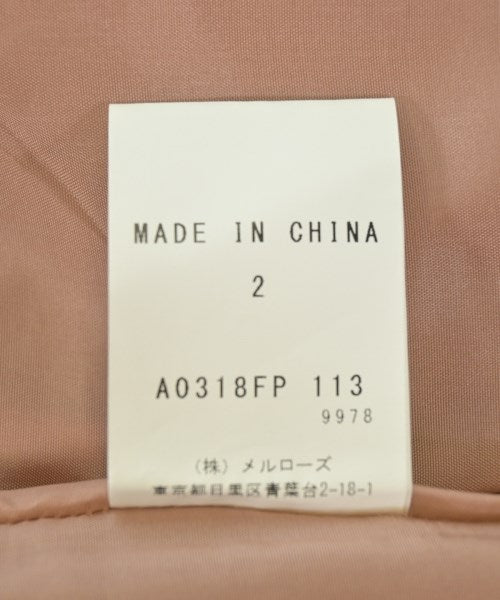 MADE IN CHINA
2
A0318FP 113
9978
(株) メルローズ
東京都目黒区青葉台2-18-1